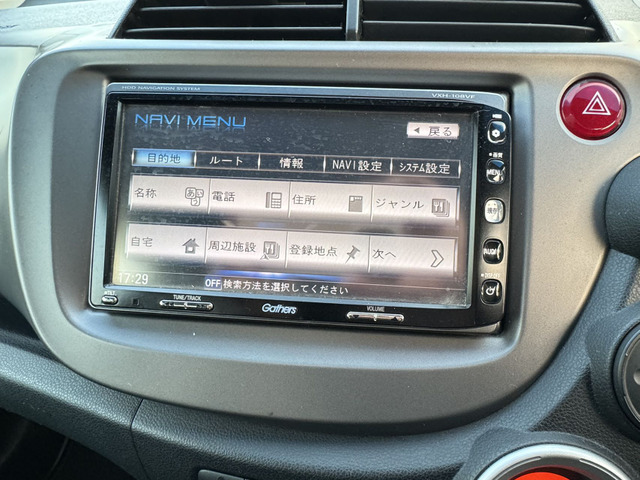 HDD NAVIGATION SYSTEM
VXH-108VF
NAVI MENU
戻る
目的地 ルート 情報 NAVI設定 システム設定
名称 電話 住所 ジャンル
自宅 周辺施設 登録地点 次へ
17:29
OFF 検索方法を選択してください
TUNE/TRACK
Gathers
VOLUME
MENU
AUDIO